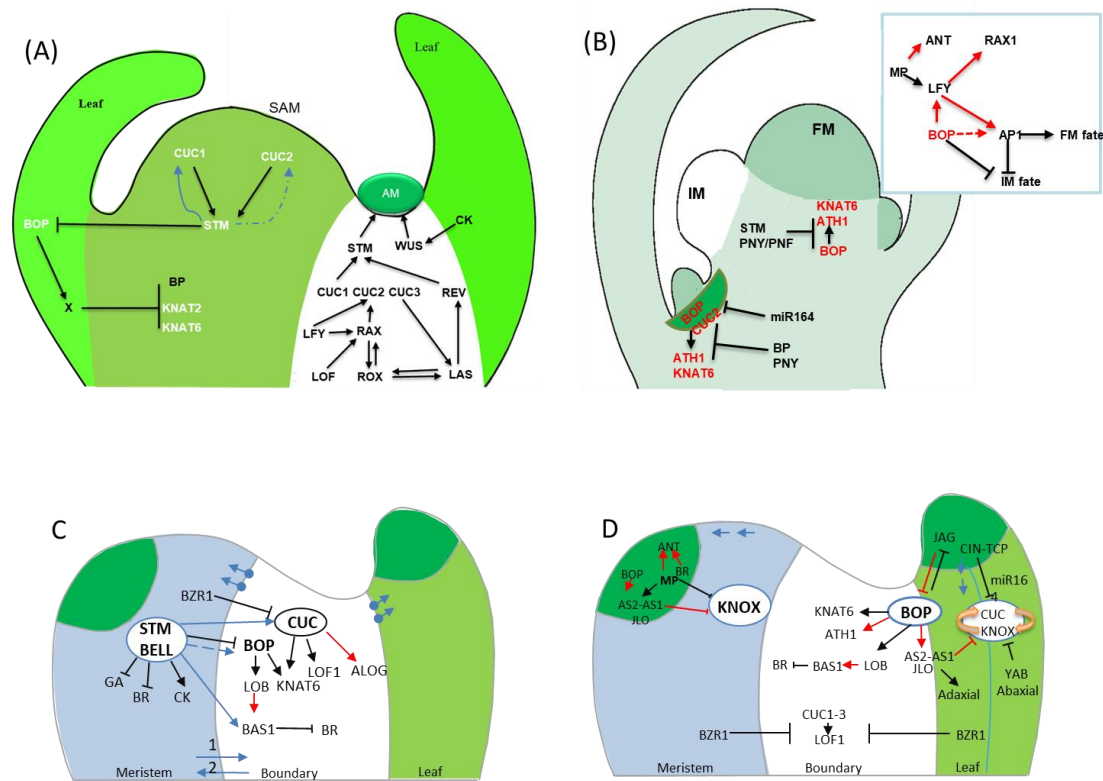 (A)
Leaf
Leaf
SAM
CUC1
CUC2
BOP
STM
X
BP
KNAT2
KNAT6
AM
STM
WUS
CK
CUC1 CUC2 CUC3
REV
LFY
RAX
LOF
ROX
LAS
(B)
FM
IM
KNAT6
ATH1
STM
PNY/PNF
BOP
BOP
CUC2
miR164
ATH1
KNAT6
BP
PNY
ANT
RAX1
MP
LFY
BOP
AP1
FM fate
IM fate
C
BZR1
STM
BELL
CUC
BOP
GA
BR
CK
LOB
KNAT6
LOF1
ALOG
BAS1
BR
1
2
Meristem
Boundary
Leaf
D
ANT
BOP
MP
BR
AS2-AS1
JLO
KNOX
JAG
CIN-TCP
miR16
4
KNAT6
BOP
CUC
KNOX
ATH1
BR
BAS1
LOB
AS2-AS1
JLO
YAB
Abaxial
Adaxial
CUC1-3
LOF1
BZR1
BZR1
Meristem
Boundary
Leaf